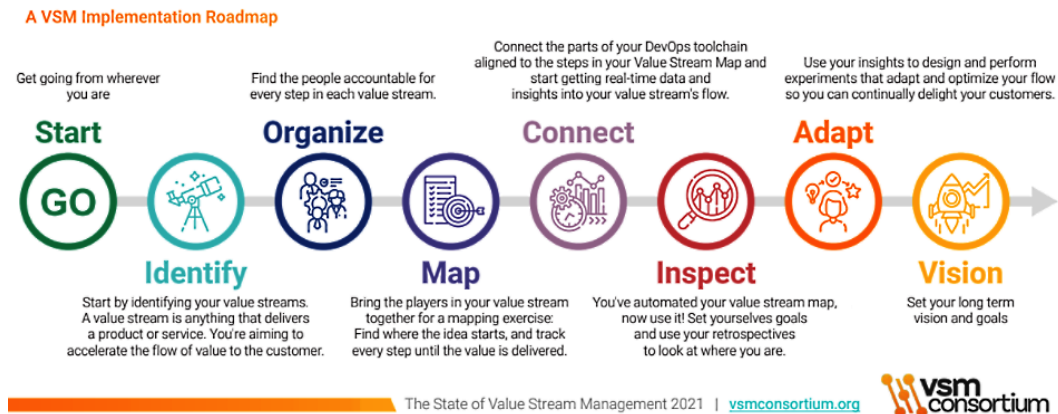 A VSM Implementation Roadmap
Get going from wherever
you are
Start
GO
Identify
Start by identifying your value streams.
A value stream is anything that delivers
a product or service. You're aiming to
accelerate the flow of value to the customer.
Find the people accountable for
every step in each value stream.
Organize
Map
Bring the players in your value stream
together for a mapping exercise:
Find where the idea starts, and track
every step until the value is delivered.
Connect the parts of your DevOps toolchain
aligned to the steps in your Value Stream Map and
start getting real-time data and
insights into your value stream's flow.
Connect
Inspect
You've automated your value stream map,
now use it! Set yourselves goals
and use your retrospectives
to look at where you are.
Use your insights to design and perform
experiments that adapt and optimize your flow
so you can continually delight your customers.
Adapt
Vision
Set your long term
vision and goals
The State of Value Stream Management 2021 | vsmconsortium.org
vsm
consortium